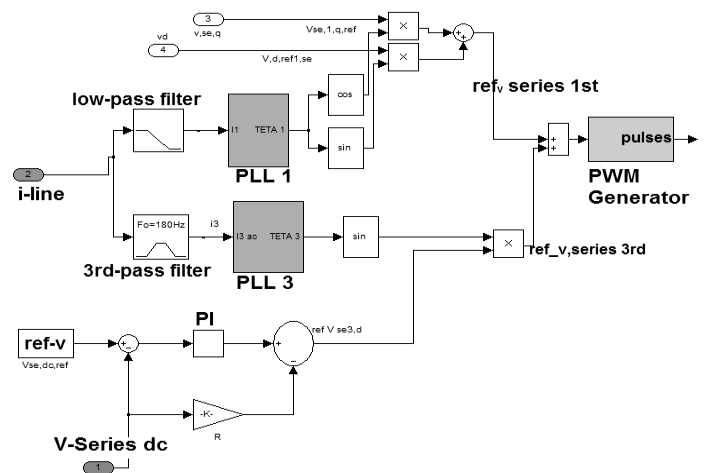 3
v,se,q
Vse,1,q,ref
×
vd
4
V,d,ref1,se
×
+
+
low-pass filter
cos
ref_v series 1st
I1 TETA 1
sin
PLL 1
+
+
pulses
PWM
Generator
2
i-line
Fo=180Hz
i3
I3 ac TETA 3
sin
×
3rd-pass filter
PLL 3
ref_v,series 3rd
PI
ref V se3,d
ref-v
+
−
+
−
Vse,dc,ref
-K-
R
V-Series dc
1